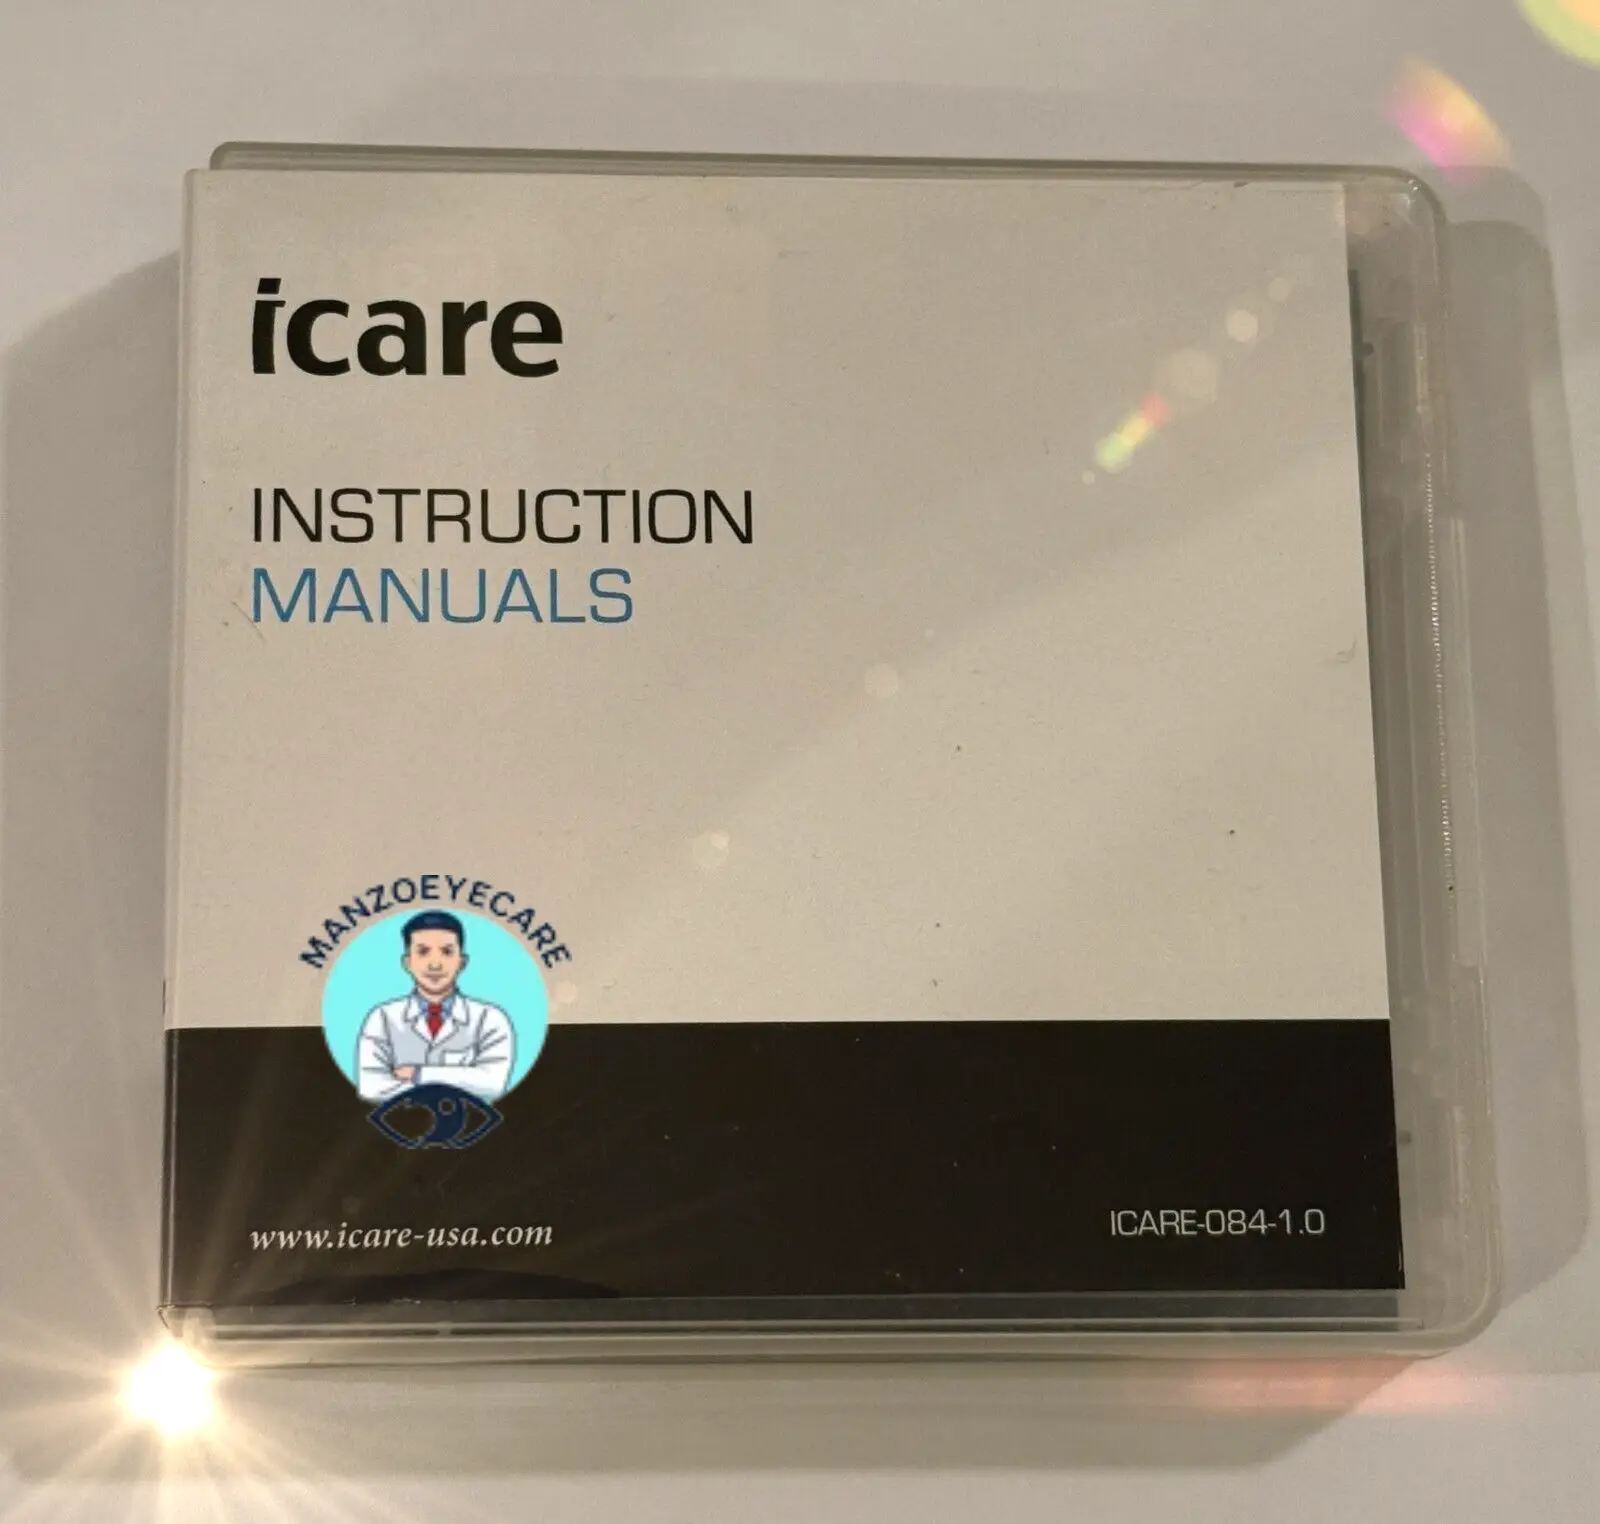 icare
INSTRUCTION
MANUALS
MANZOEYECARE
www.icare-usa.com
ICARE-084-1.0